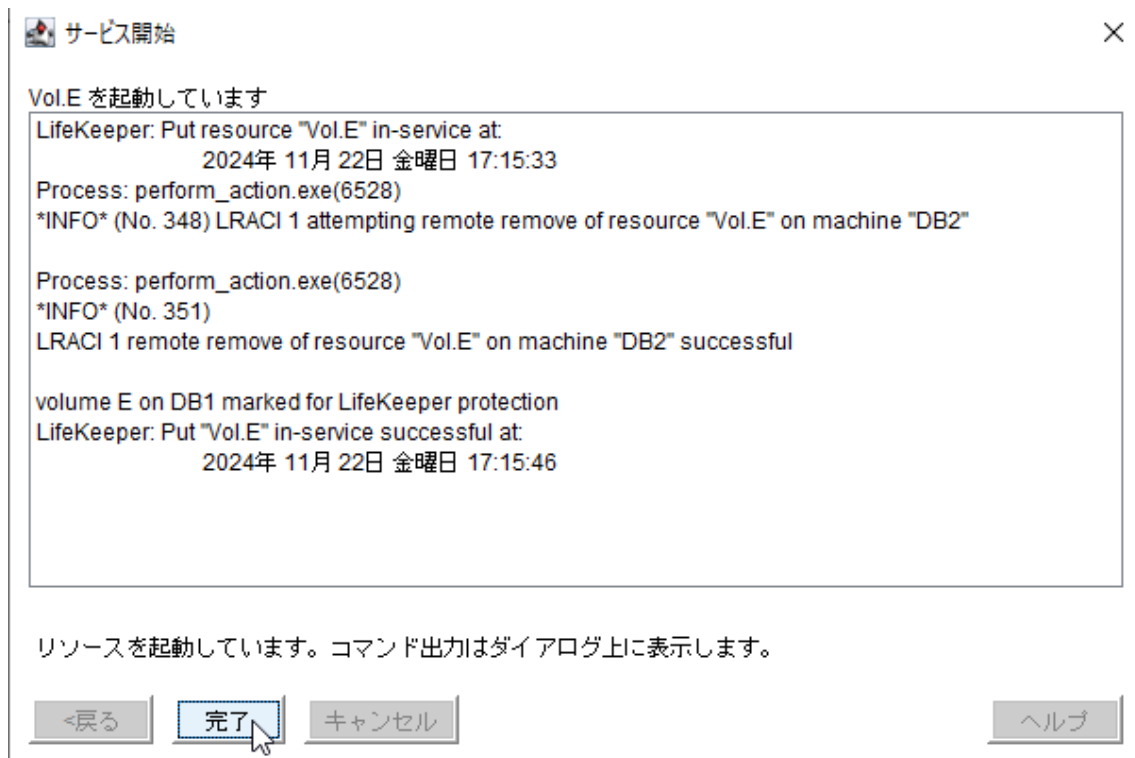 サービス開始
Vol.E を起動しています
LifeKeeper: Put resource "Vol.E" in-service at:
2024年 11月 22日 金曜日 17:15:33
Process: perform_action.exe(6528)
*INFO* (No. 348) LRACI 1 attempting remote remove of resource "Vol.E" on machine "DB2"
Process: perform_action.exe(6528)
*INFO* (No. 351)
LRACI 1 remote remove of resource "Vol.E" on machine "DB2" successful
volume E on DB1 marked for LifeKeeper protection
LifeKeeper: Put "Vol.E" in-service successful at:
2024年 11月 22日 金曜日 17:15:46
リソースを起動しています。コマンド出力はダイアログ上に表示します。
<戻る 完了 キャンセル ヘルプ